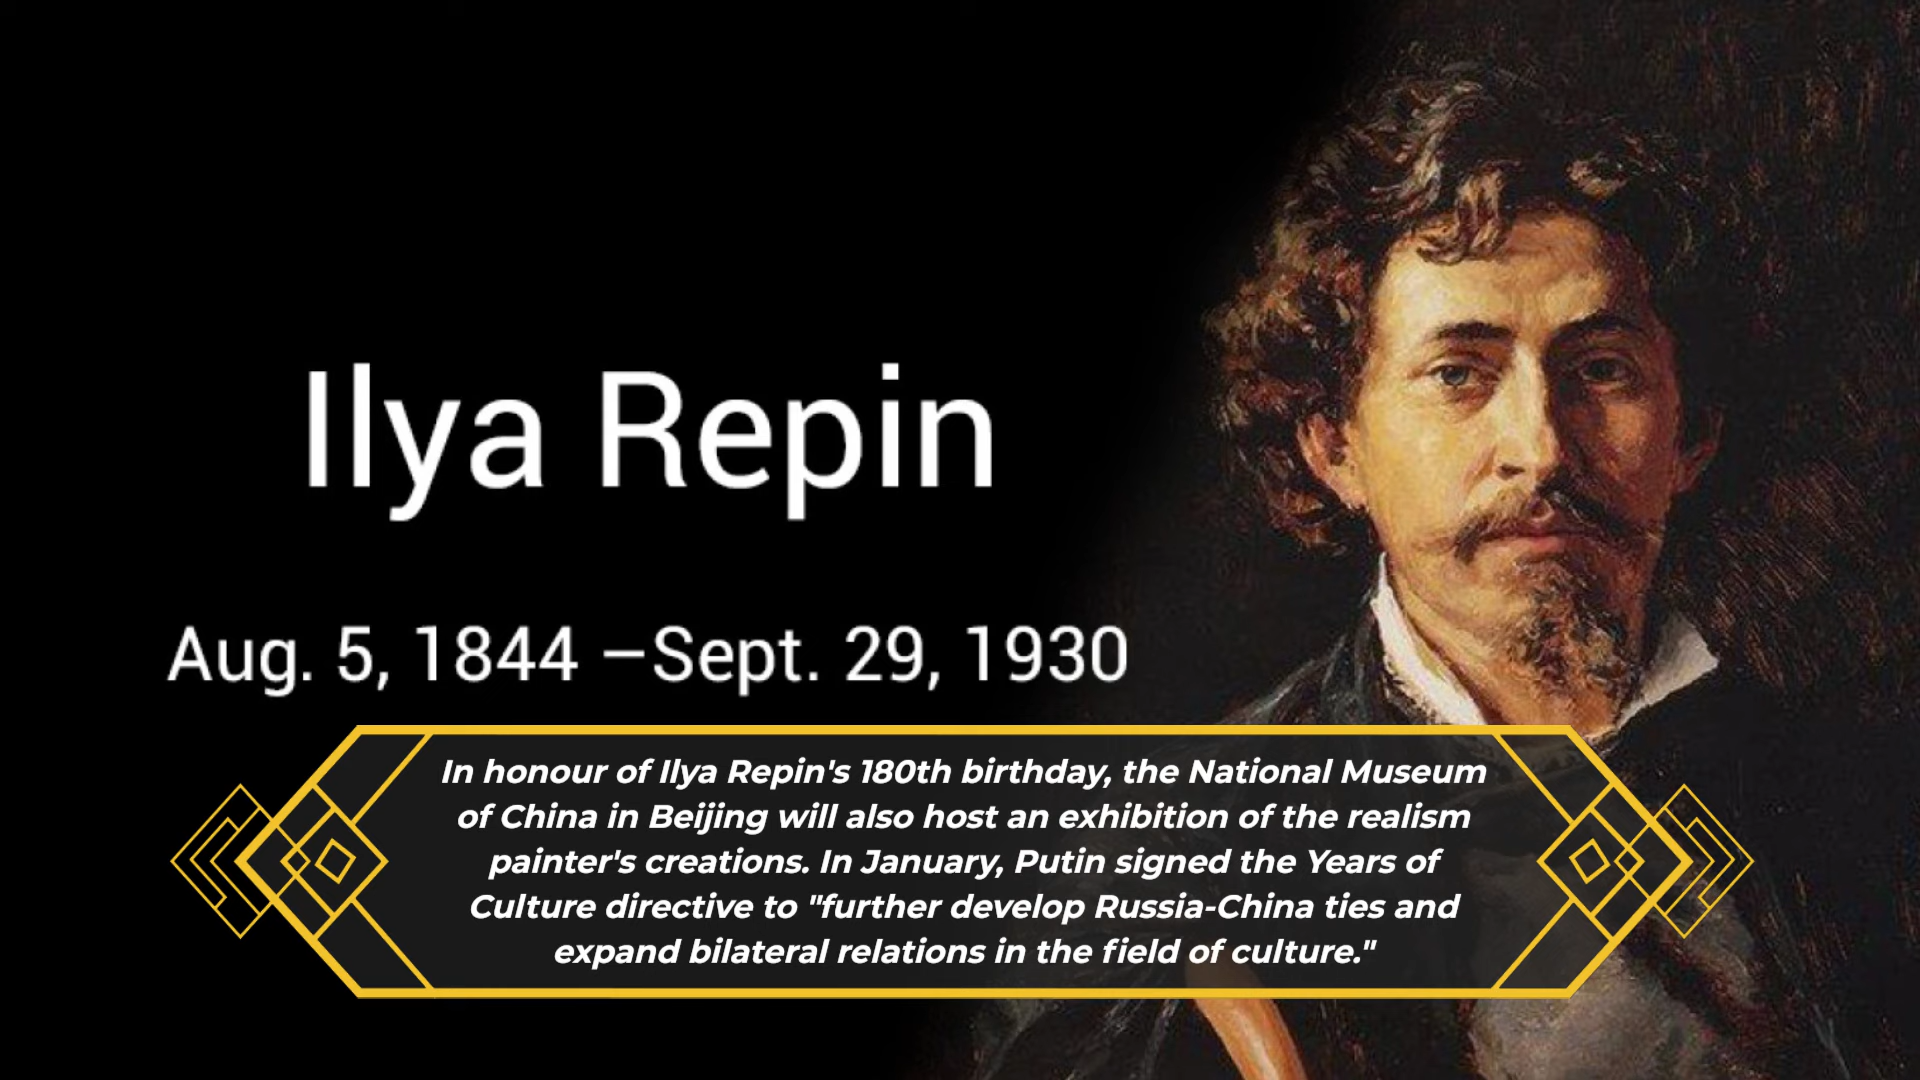 Ilya Repin
Aug. 5, 1844 –Sept. 29, 1930
In honour of Ilya Repin's 180th birthday, the National Museum
of China in Beijing will also host an exhibition of the realism
painter's creations. In January, Putin signed the Years of
Culture directive to "further develop Russia-China ties and
expand bilateral relations in the field of culture."